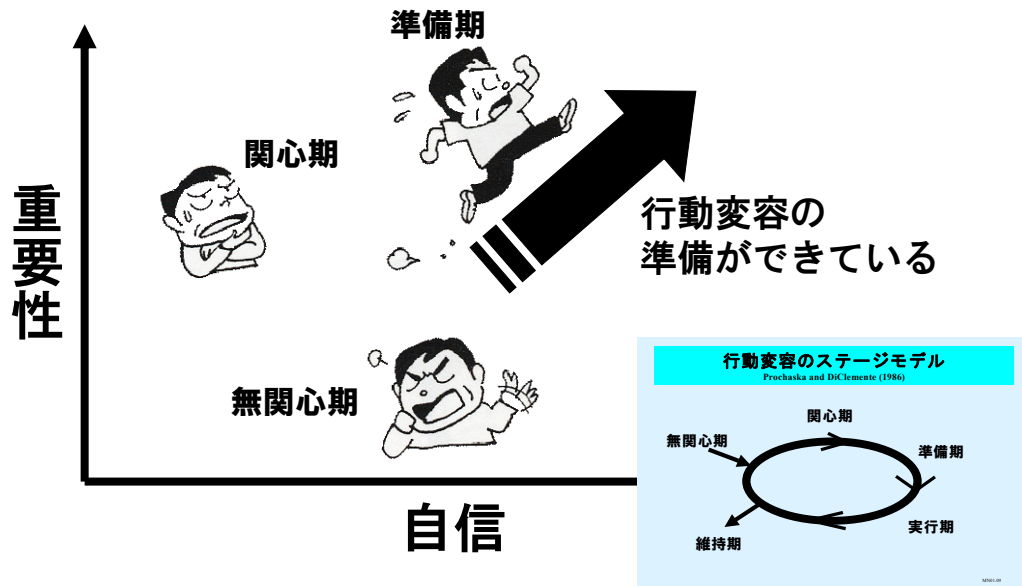 準備期
関心期
重要性
行動変容の
準備ができている
無関心期
自信
行動変容のステージモデル
Prochaska and DiClemente (1986)
関心期
無関心期
準備期
実行期
維持期